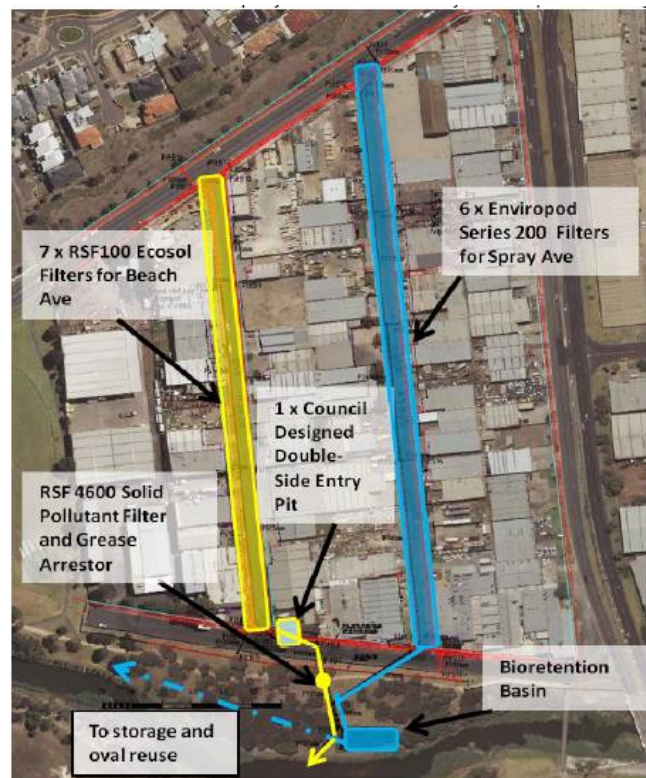 7 x RSF100 Ecosol
Filters for Beach
Ave
6 x Enviropod
Series 200 Filters
for Spray Ave
1 x Council
Designed
Double-
Side Entry
Pit
RSF 4600 Solid
Pollutant Filter
and Grease
Arrestor
Bioretention
Basin
To storage and
oval reuse